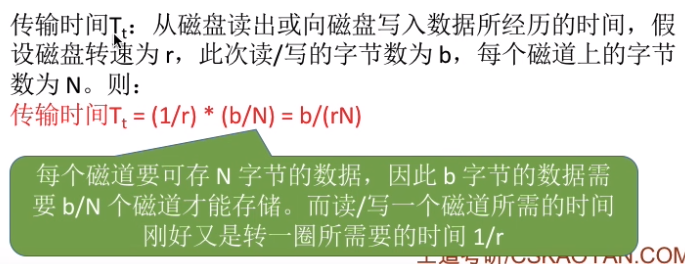 传输时间Tt：从磁盘读出或向磁盘写入数据所经历的时间，假
设磁盘转速为 r，此次读/写的字节数为 b，每个磁道上的字节
数为 N。则：
传输时间Tt = (1/r) * (b/N) = b/(rN)
每个磁道要可存 N 字节的数据，因此 b 字节的数据需
要 b/N 个磁道才能存储。而读/写一个磁道所需的时间
刚好又是转一圈所需要的时间 1/r
王道考研/CSKAOYAN.COM